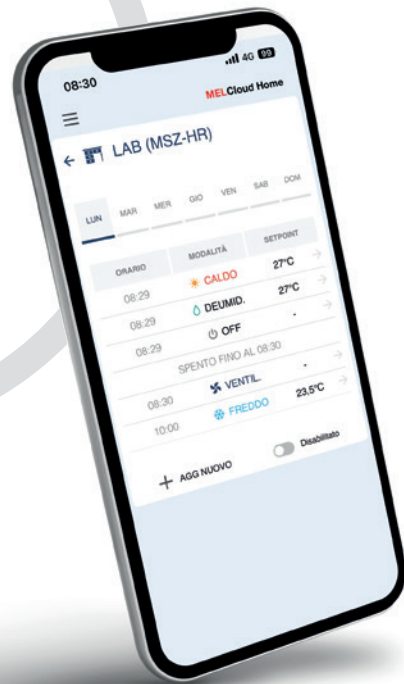 08:30 4G 99
MELCloud Home
← LAB (MSZ-HR)
LUN MAR MER GIO VEN SAB DOM
ORARIO MODALITÀ SETPOINT
08:29 CALDO 27°C →
08:29 DEUMID. 27°C →
08:29 OFF - →
SPENTO FINO AL 08:30
08:30 VENTIL. - →
10:00 FREDDO 23,5°C →
+ AGG NUOVO Disabilitato